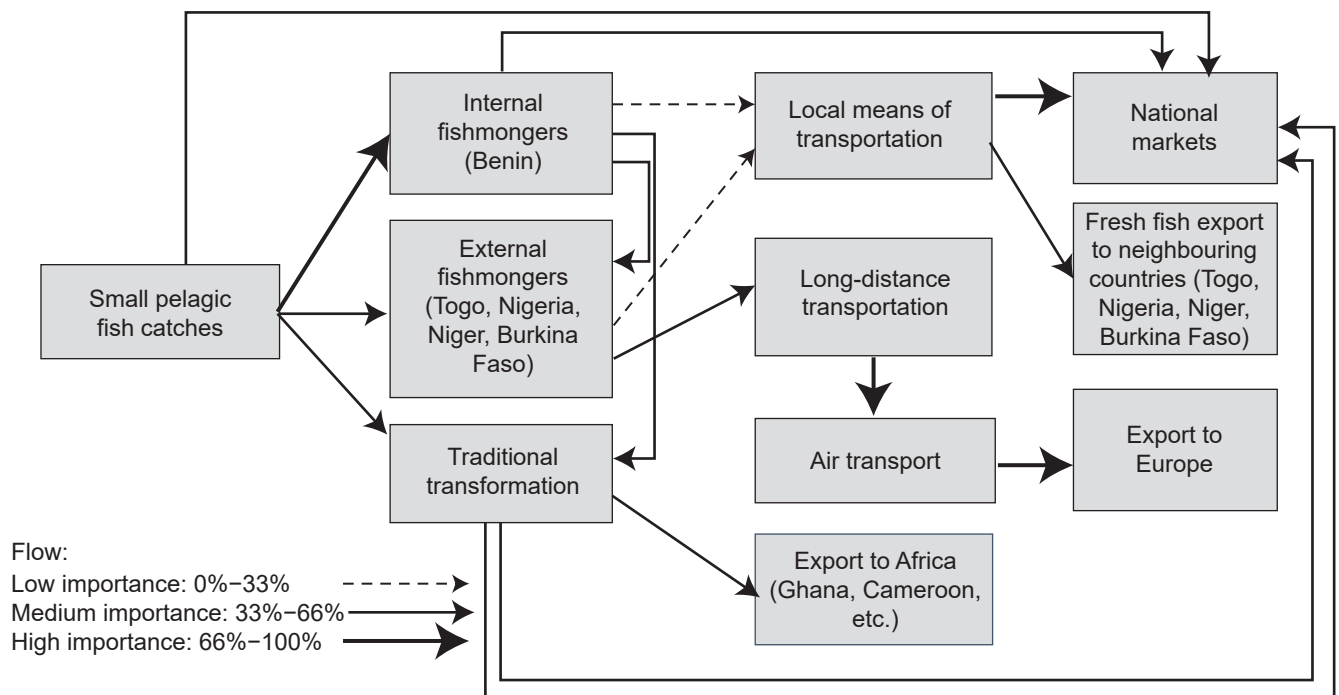 Small pelagic
fish catches
Internal
fishmongers
(Benin)
External
fishmongers
(Togo, Nigeria,
Niger, Burkina
Faso)
Traditional
transformation
Local means of
transportation
Long-distance
transportation
Air transport
Export to Africa
(Ghana, Cameroon,
etc.)
National
markets
Fresh fish export
to neighbouring
countries (Togo,
Nigeria, Niger,
Burkina Faso)
Export to
Europe
Flow:
Low importance: 0%−33%
Medium importance: 33%−66%
High importance: 66%−100%